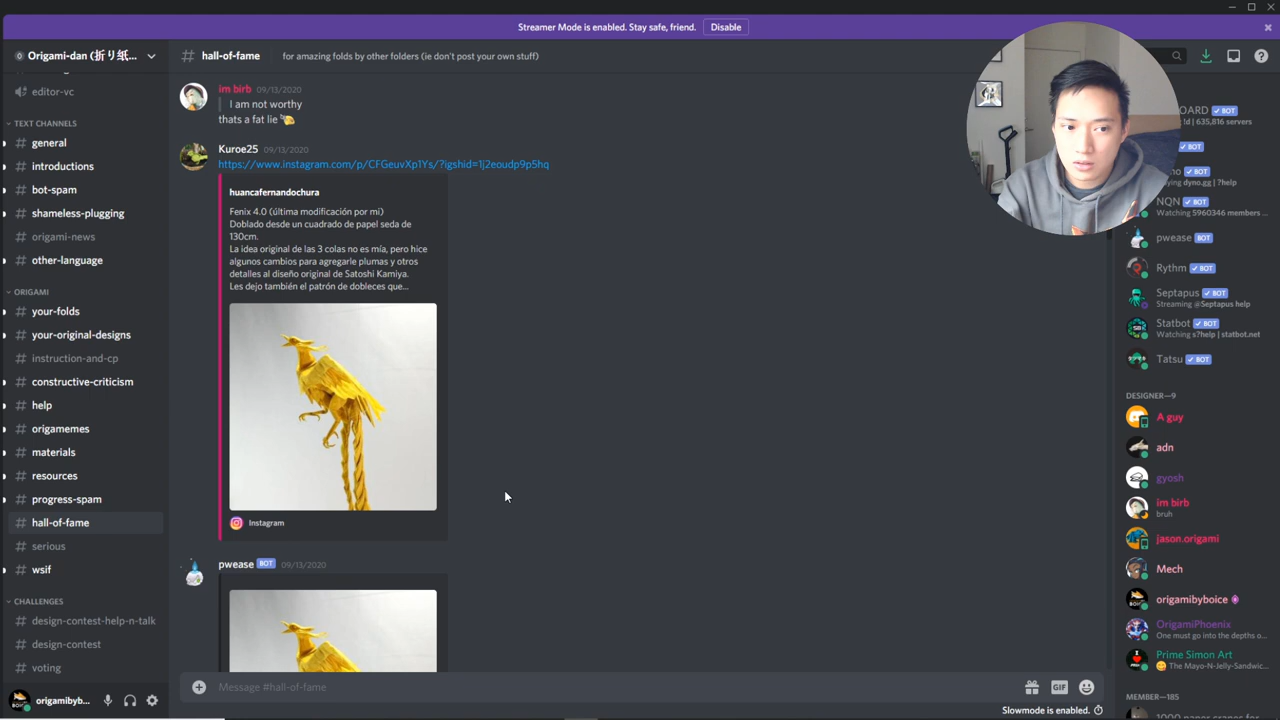 Streamer Mode is enabled. Stay safe, friend.
Disable
Origami-dan (折り紙...
editor-vc
TEXT CHANNELS
general
introductions
bot-spam
shameless-plugging
origami-news
other-language
ORIGAMI
your-folds
your-original-designs
instruction-and-cp
constructive-criticism
help
origamemes
materials
resources
progress-spam
hall-of-fame
serious
wsif
CHALLENGES
design-contest-help-n-talk
design-contest
voting
origamibyb...
# hall-of-fame
for amazing folds by other folders (ie don't post your own stuff)
im birb 09/13/2020
I am not worthy
thats a fat lie
Kuroe25 09/13/2020
https://www.instagram.com/p/CFGeuvXp1Ys/?igshid=1j2eoudp9p5hq
huancafernandochura
Fenix 4.0 (última modificación por mi)
Doblado desde un cuadrado de papel seda de
130cm.
La idea original de las 3 colas no es mía, pero hice
algunos cambios para agregarle plumas y otros
detalles al diseño original de Satoshi Kamiya.
Les dejo también el patrón de dobleces que...
Instagram
pwease BOT 09/13/2020
Message #hall-of-fame
GIF
Slowmode is enabled.
BOT
635,816 servie...
BOT
BOT
dyno.gg | ?help
NQN BOT
Watching 5960346 members ...
pwease BOT
Rythm BOT
Septapus BOT
Streaming @Septapus help
Statbot BOT
Watching s?help | statbot.net
Tatsu BOT
DESIGNER—9
A guy
adn
gyosh
im birb
bruh
jason.origami
Mech
origamibyboice
OrigamiPhoenix
One must go into the depths o...
Prime Simon Art
The Mayo-N-Jelly-Sandwic...
MEMBER—185